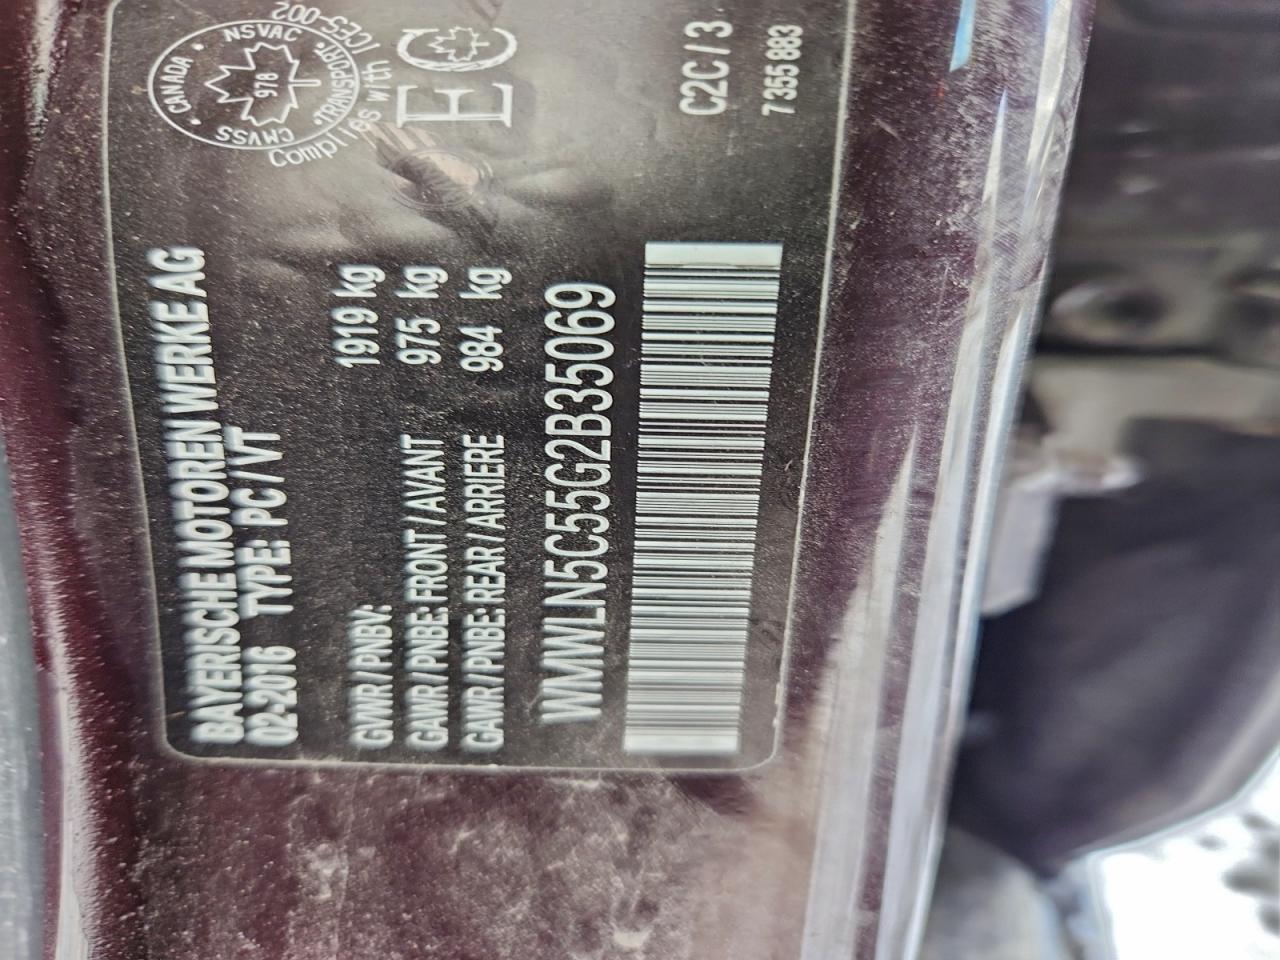 BAYERISCHE MOTOREN WERKE AG
02-2016 TYPE: PC / VT
GVWR / PNBV: 1919 kg
GAWR / PNBE: FRONT / AVANT 975 kg
GAWR / PNBE: REAR / ARRIERE 984 kg
WMWLN5C55G2B35069
CANADA • NSVAC • TRANSPORT • CMVSS •
978
Complies with ICES-002
EC
C2C / 3
7 355 883